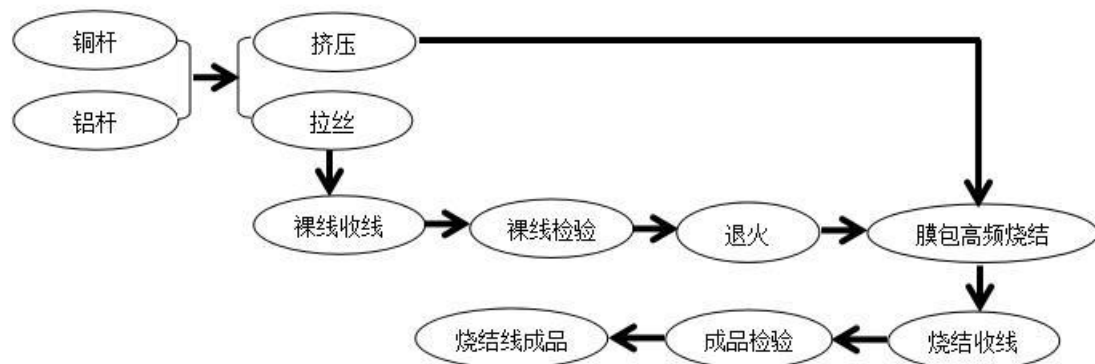 铜杆
挤压
铝杆
拉丝
裸线收线
裸线检验
退火
膜包高频烧结
烧结线成品
成品检验
烧结收线